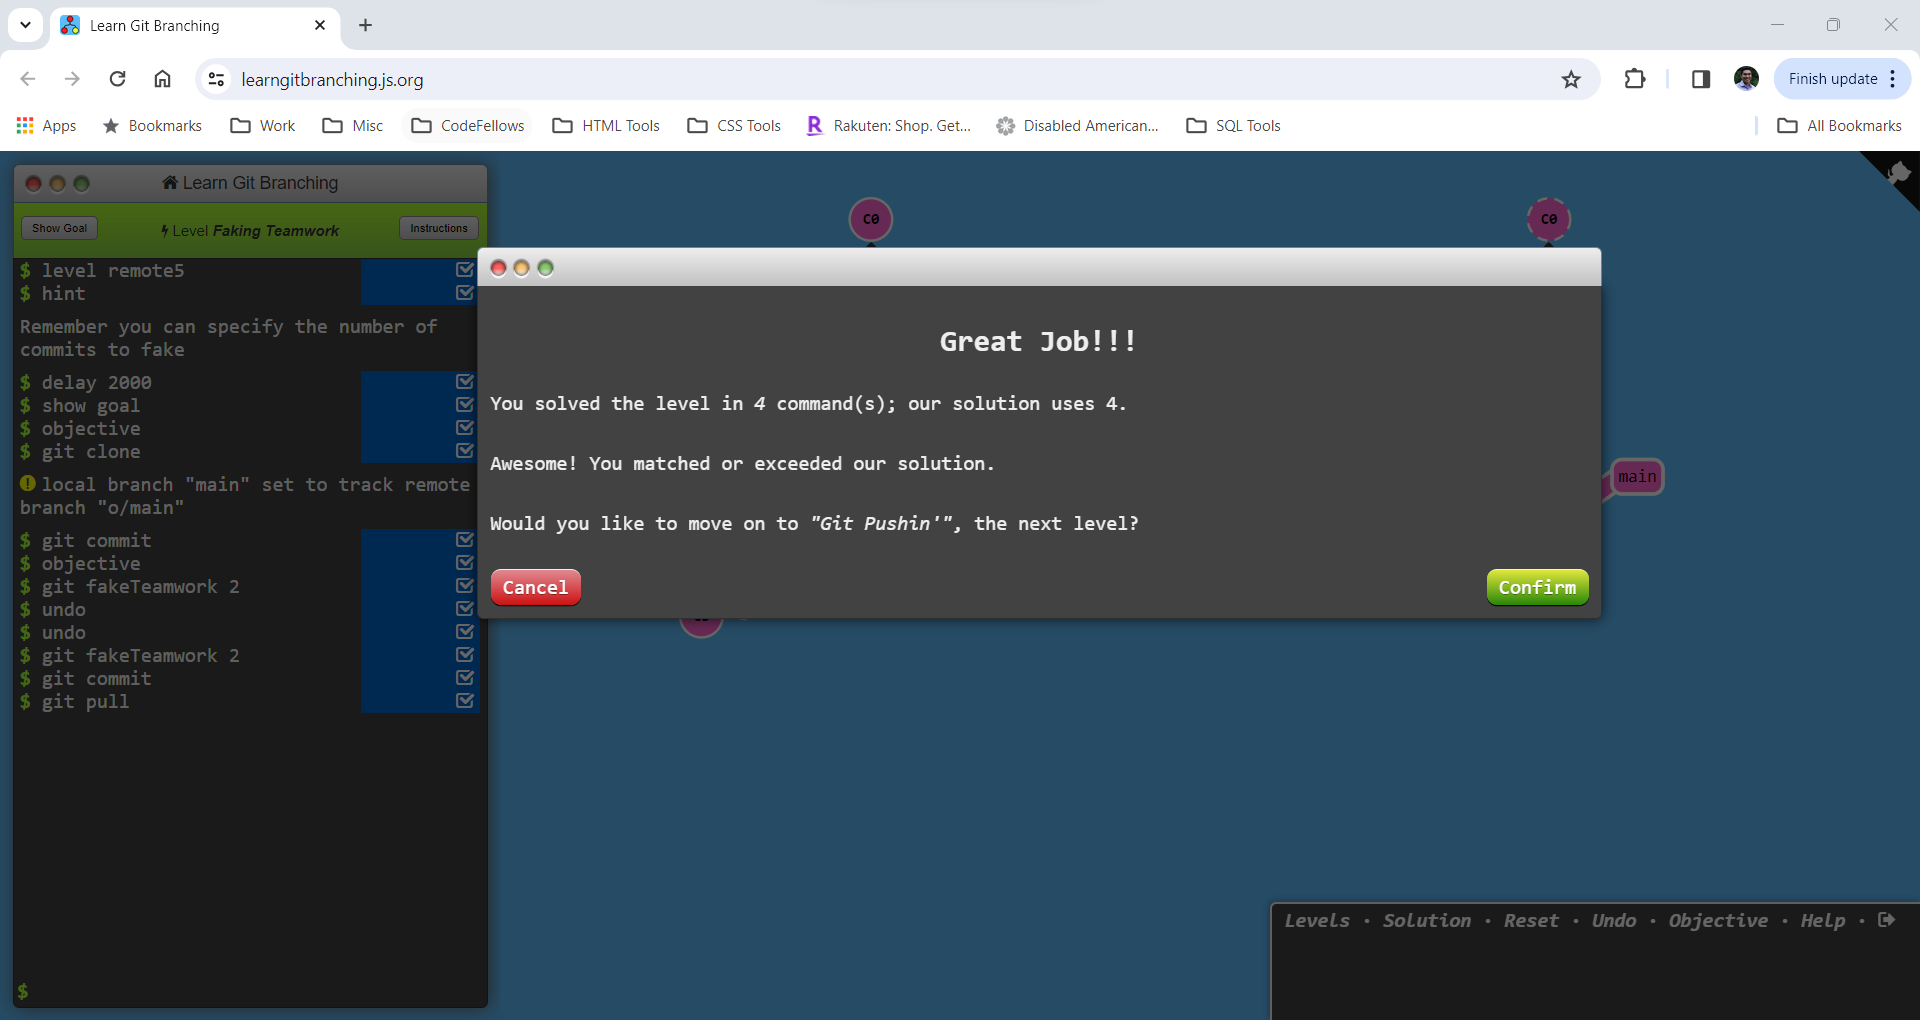 Learn Git Branching
learngitbranching.js.org
Finish update
Apps
Bookmarks
Work
Misc
CodeFellows
HTML Tools
CSS Tools
Rakuten: Shop. Get...
Disabled American...
SQL Tools
All Bookmarks
Learn Git Branching
Show Goal
Level Faking Teamwork
Instructions
$ level remote5
$ hint
Remember you can specify the number of
commits to fake
$ delay 2000
$ show goal
$ objective
$ git clone
local branch "main" set to track remote
branch "o/main"
$ git commit
$ objective
$ git fakeTeamwork 2
$ undo
$ undo
$ git fakeTeamwork 2
$ git commit
$ git pull
$
C0
C0
main
Great Job!!!
You solved the level in 4 command(s); our solution uses 4.
Awesome! You matched or exceeded our solution.
Would you like to move on to "Git Pushin'", the next level?
Cancel
Confirm
Levels · Solution · Reset · Undo · Objective · Help ·